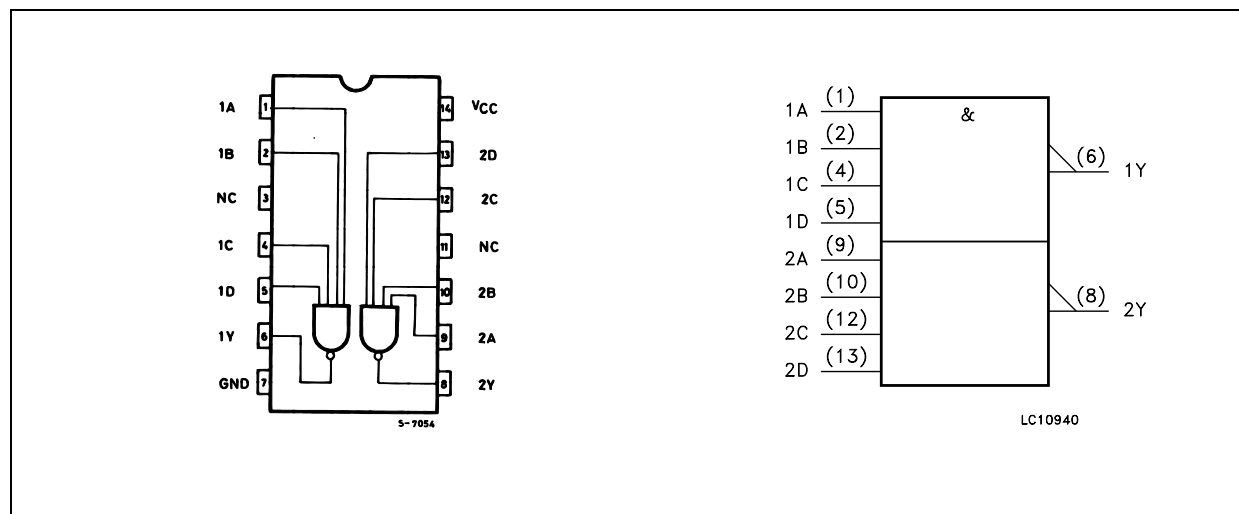 1A 1 14 VCC
1B 2 13 2D
NC 3 12 2C
1C 4 11 NC
1D 5 10 2B
1Y 6 9 2A
GND 7 8 2Y
S-7054
&
1A (1)
1B (2)
1C (4)
1D (5)
2A (9)
2B (10)
2C (12)
2D (13)
(6) 1Y
(8) 2Y
LC10940